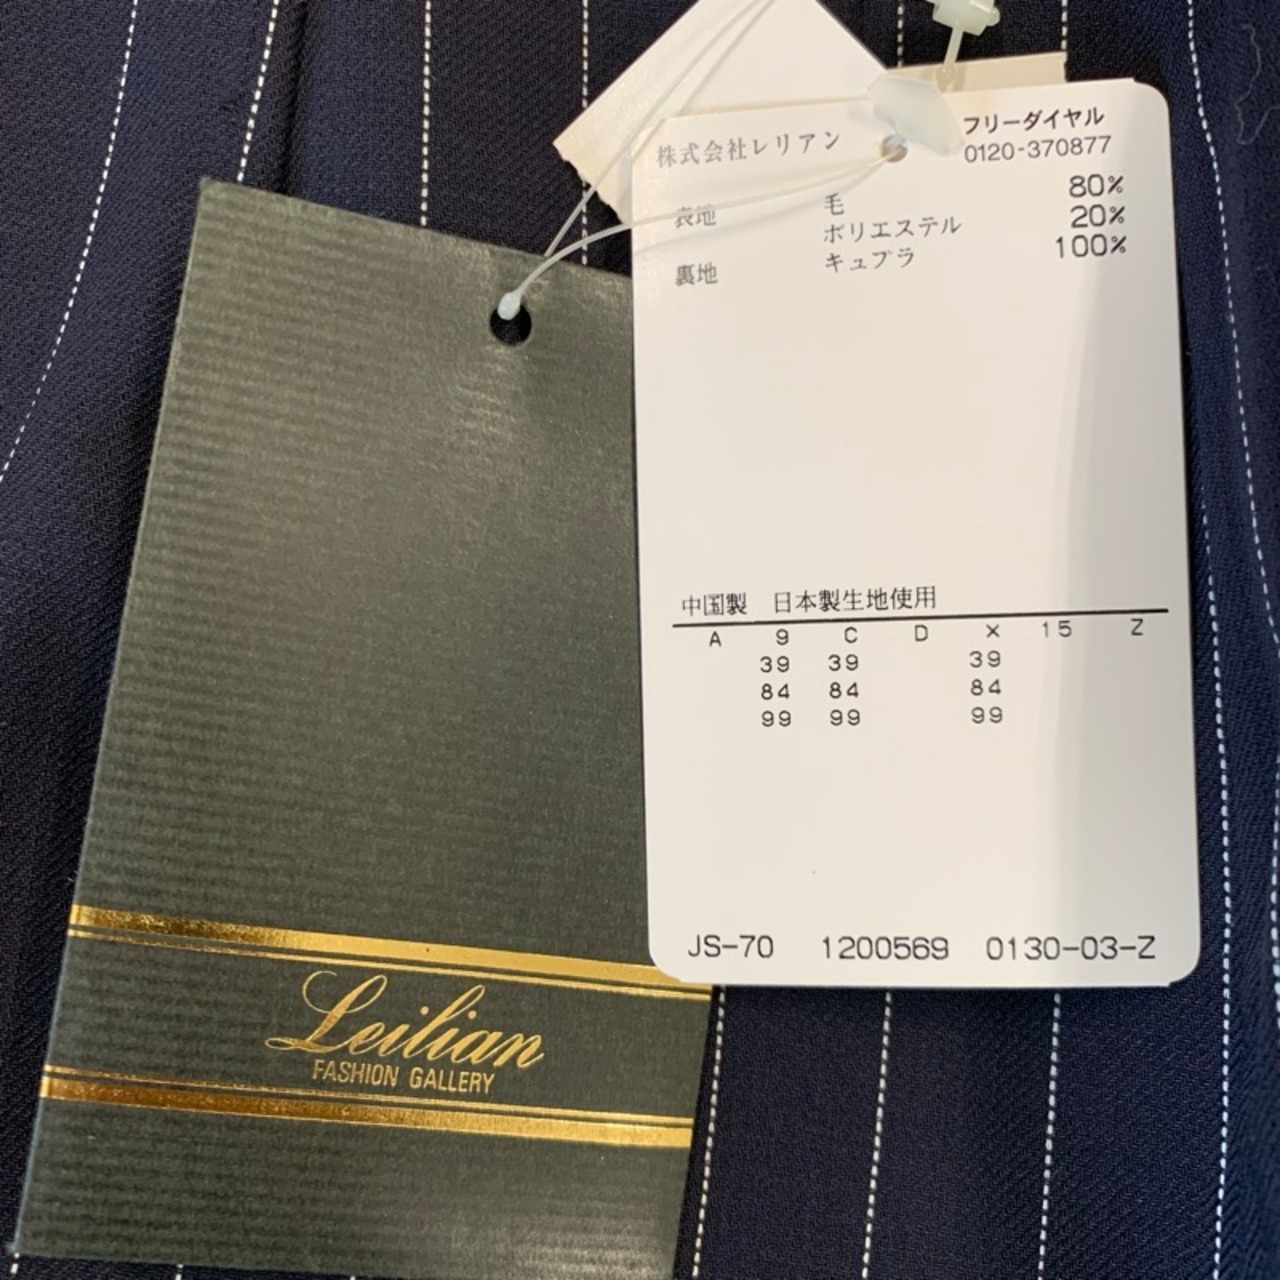 株式会社レリアン
フリーダイヤル
0120-370877
表地 毛 80%
ポリエステル 20%
裏地 キュプラ 100%
中国製 日本製生地使用
A 9 C D × 15 Z
39 39 39
84 84 84
99 99 99
JS-70 1200569 0130-03-Z
Leilian
FASHION GALLERY